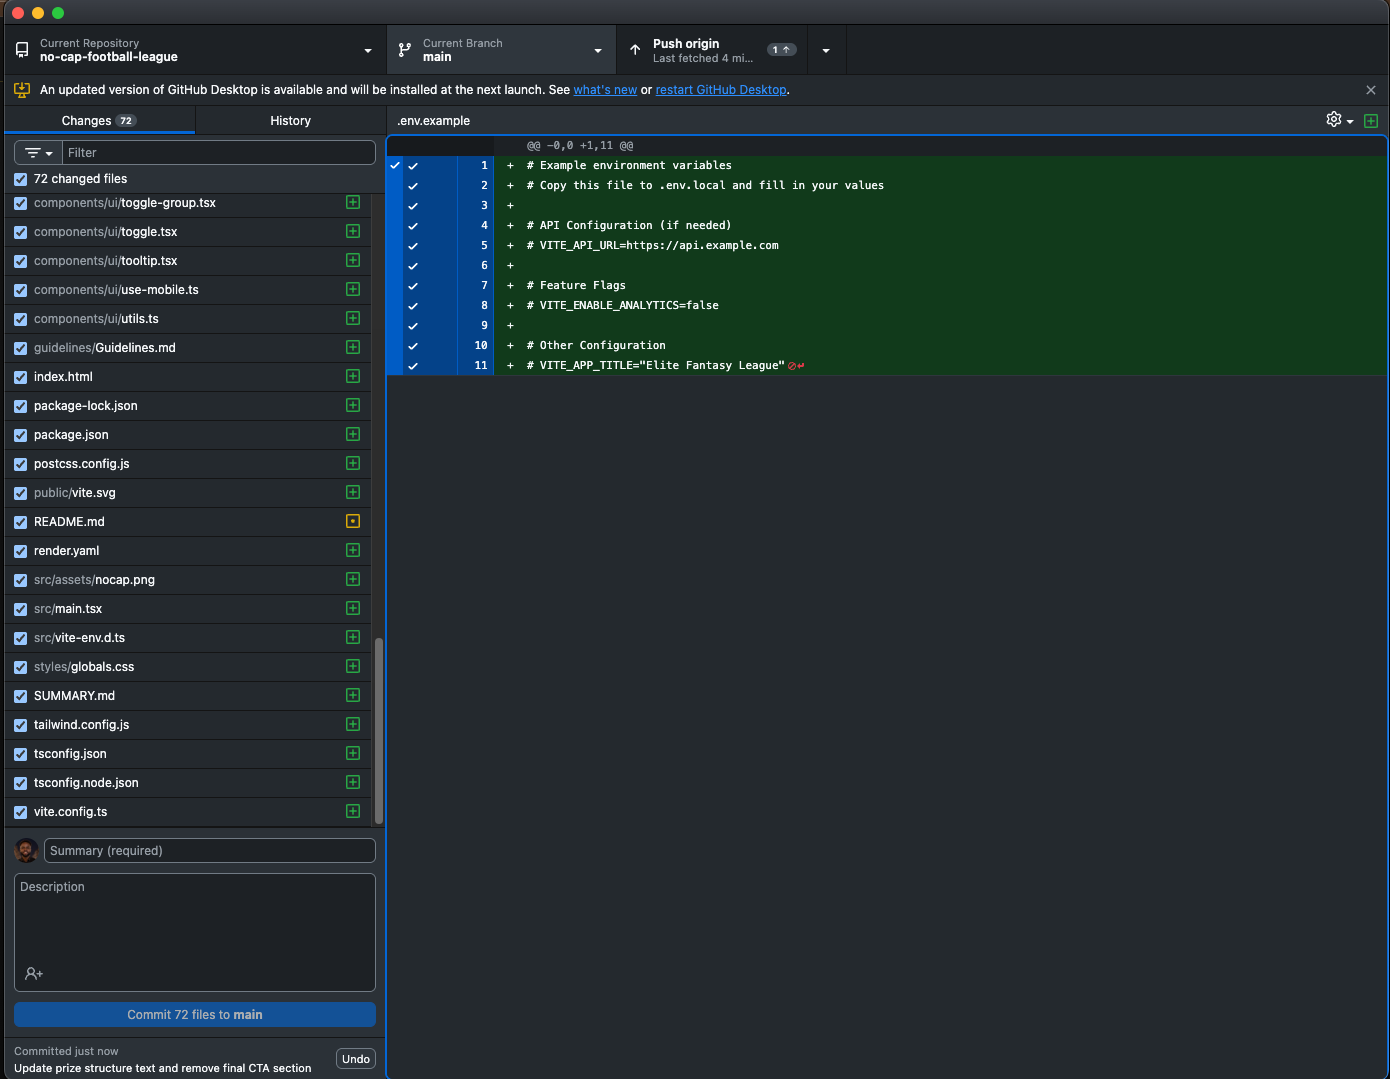 Current Repository
no-cap-football-league
Current Branch
main
Push origin
Last fetched 4 mi...
1
An updated version of GitHub Desktop is available and will be installed at the next launch. See what's new or restart GitHub Desktop.
Changes 72
History
.env.example
Filter
72 changed files
components/ui/toggle-group.tsx
components/ui/toggle.tsx
components/ui/tooltip.tsx
components/ui/use-mobile.ts
components/ui/utils.ts
guidelines/Guidelines.md
index.html
package-lock.json
package.json
postcss.config.js
public/vite.svg
README.md
render.yaml
src/assets/nocap.png
src/main.tsx
src/vite-env.d.ts
styles/globals.css
SUMMARY.md
tailwind.config.js
tsconfig.json
tsconfig.node.json
vite.config.ts
Summary (required)
Description
Commit 72 files to main
Committed just now
Update prize structure text and remove final CTA section
Undo
@@ -0,0 +1,11 @@
1 + # Example environment variables
2 + # Copy this file to .env.local and fill in your values
3 +
4 + # API Configuration (if needed)
5 + # VITE_API_URL=https://api.example.com
6 +
7 + # Feature Flags
8 + # VITE_ENABLE_ANALYTICS=false
9 +
10 + # Other Configuration
11 + # VITE_APP_TITLE="Elite Fantasy League"